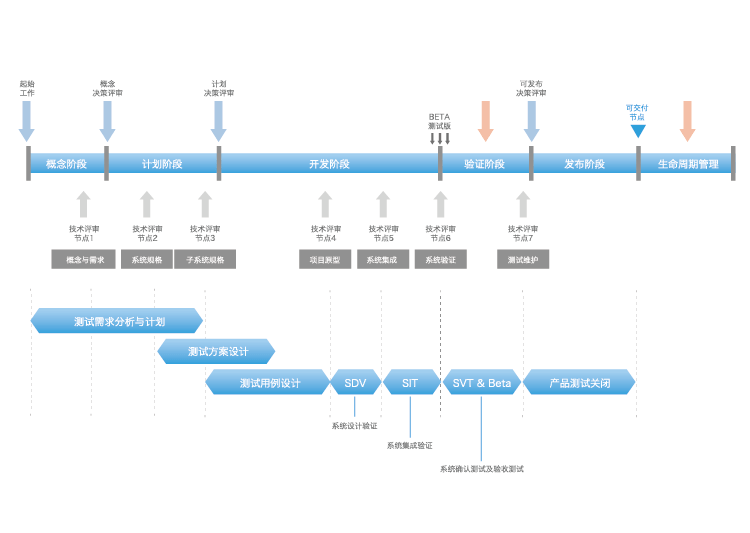 起始
工作
概念
决策评审
计划
决策评审
BETA
测试版
可发布
决策评审
可交付
节点
概念阶段
计划阶段
开发阶段
验证阶段
发布阶段
生命周期管理
技术评审
节点1
技术评审
节点2
技术评审
节点3
技术评审
节点4
技术评审
节点5
技术评审
节点6
技术评审
节点7
概念与需求
系统规格
子系统规格
项目原型
系统集成
系统验证
测试维护
测试需求分析与计划
测试方案设计
测试用例设计
SDV
SIT
SVT & Beta
产品测试关闭
系统设计验证
系统集成验证
系统确认测试及验收测试